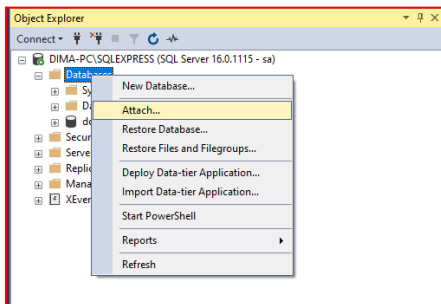 Object Explorer
Connect
DIMA-PC\SQLEXPRESS (SQL Server 16.0.1115 - sa)
Databases
New Database...
Attach...
Restore Database...
Restore Files and Filegroups...
Deploy Data-tier Application...
Import Data-tier Application...
Start PowerShell
Reports
Refresh